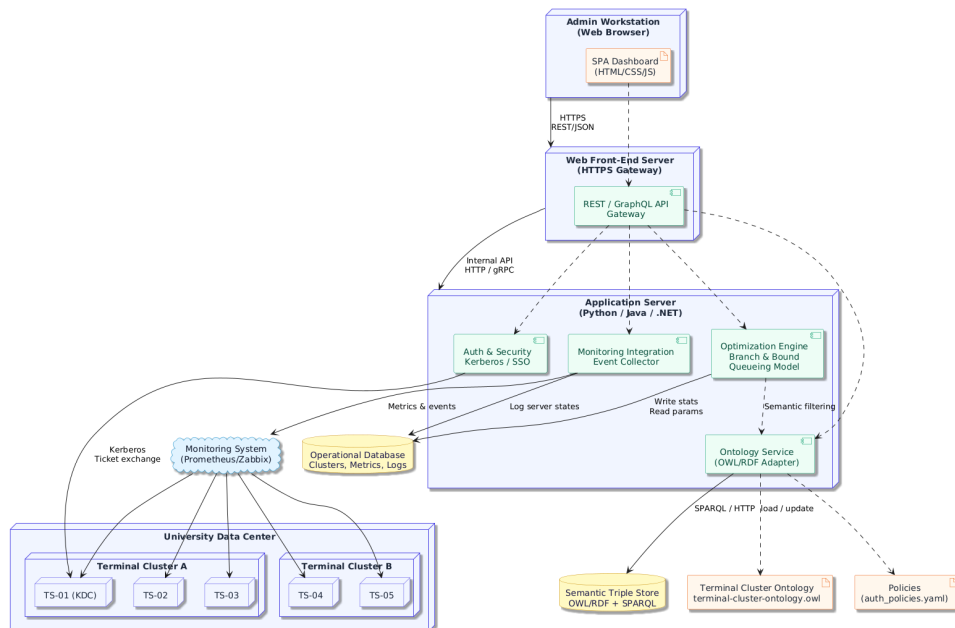 Admin Workstation
(Web Browser)
SPA Dashboard
(HTML/CSS/JS)
HTTPS
REST/JSON
Web Front-End Server
(HTTPS Gateway)
REST / GraphQL API
Gateway
Internal API
HTTP / gRPC
Application Server
(Python / Java / .NET)
Auth & Security
Kerberos / SSO
Monitoring Integration
Event Collector
Optimization Engine
Branch & Bound
Queueing Model
Metrics & events
Log server states
Write stats
Read params
Semantic filtering
Kerberos
Ticket exchange
Monitoring System
(Prometheus/Zabbix)
Operational Database
Clusters, Metrics, Logs
Ontology Service
(OWL/RDF Adapter)
SPARQL / HTTP
load / update
University Data Center
Terminal Cluster A
TS-01 (KDC)
TS-02
TS-03
Terminal Cluster B
TS-04
TS-05
Semantic Triple Store
OWL/RDF + SPARQL
Terminal Cluster Ontology
terminal-cluster-ontology.owl
Policies
(auth_policies.yaml)